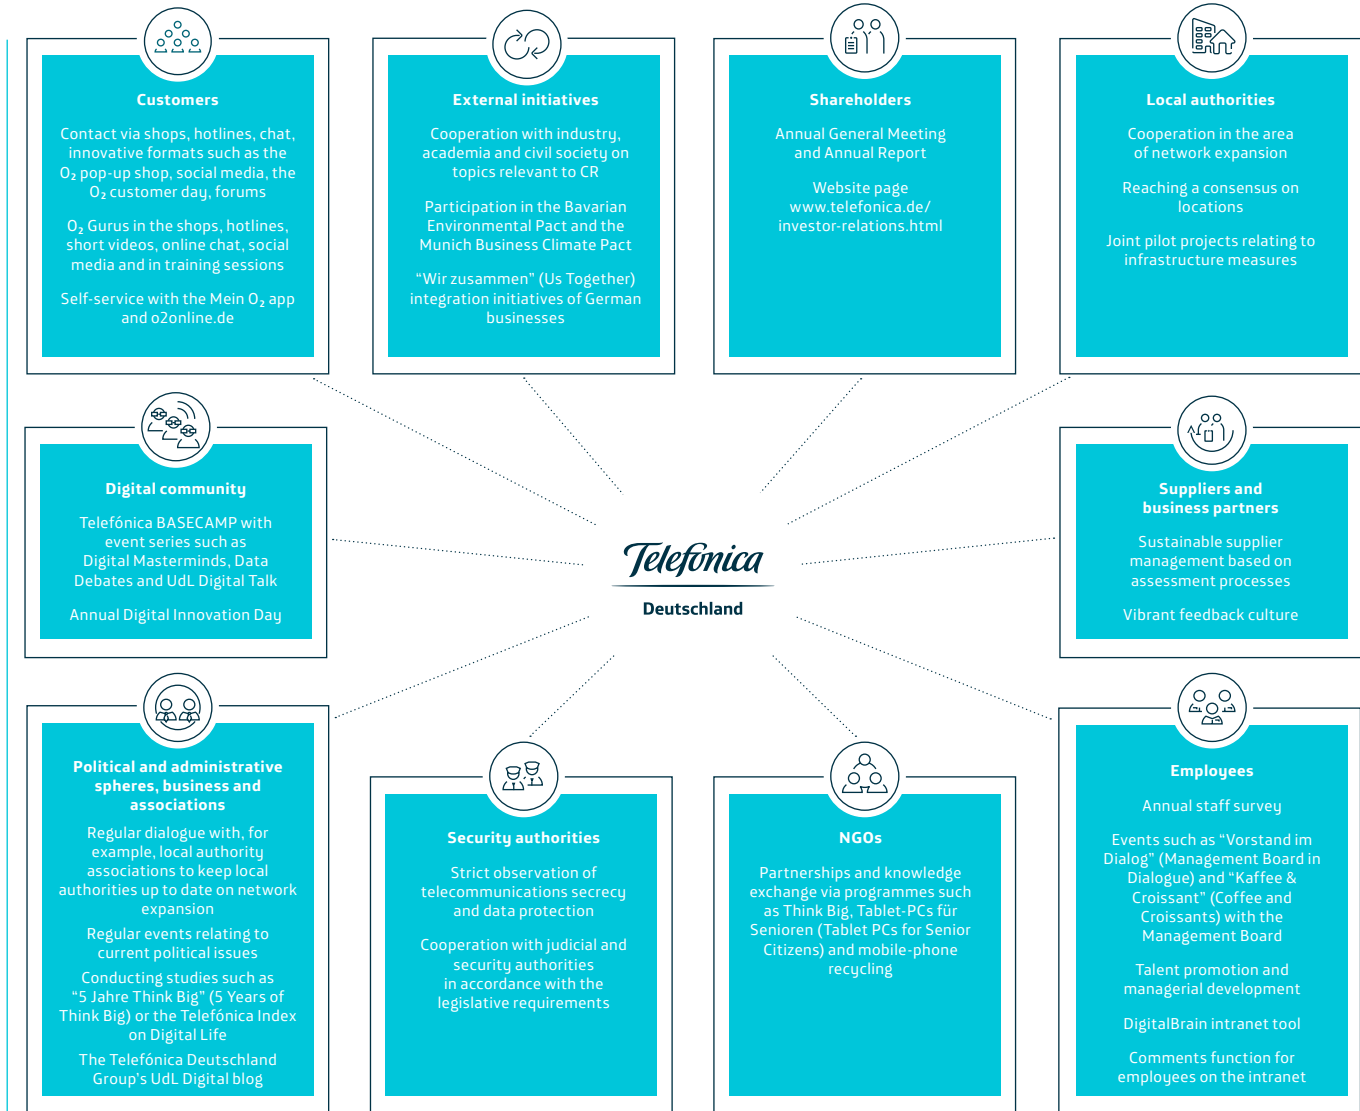 Customers
Contact via shops, hotlines, chat,
innovative formats such as the
O₂ pop-up shop, social media, the
O₂ customer day, forums
O₂ Gurus in the shops, hotlines,
short videos, online chat, social
media and in training sessions
Self-service with the Mein O₂ app
and o2online.de
External initiatives
Cooperation with industry,
academia and civil society on
topics relevant to CR
Participation in the Bavarian
Environmental Pact and the
Munich Business Climate Pact
“Wir zusammen” (Us Together)
integration initiatives of German
businesses
Shareholders
Annual General Meeting
and Annual Report
Website page
www.telefonica.de/
investor-relations.html
Local authorities
Cooperation in the area
of network expansion
Reaching a consensus on
locations
Joint pilot projects relating to
infrastructure measures
Digital community
Telefónica BASECAMP with
event series such as
Digital Masterminds, Data
Debates and UdL Digital Talk
Annual Digital Innovation Day
Telefónica
Deutschland
Suppliers and
business partners
Sustainable supplier
management based on
assessment processes
Vibrant feedback culture
Political and administrative
spheres, business and
associations
Regular dialogue with, for
example, local authority
associations to keep local
authorities up to date on network
expansion
Regular events relating to
current political issues
Conducting studies such as
“5 Jahre Think Big” (5 Years of
Think Big) or the Telefónica Index
on Digital Life
The Telefónica Deutschland
Group’s UdL Digital blog
Security authorities
Strict observation of
telecommunications secrecy
and data protection
Cooperation with judicial and
security authorities
in accordance with the
legislative requirements
NGOs
Partnerships and knowledge
exchange via programmes such
as Think Big, Tablet-PCs für
Senioren (Tablet PCs for Senior
Citizens) and mobile-phone
recycling
Employees
Annual staff survey
Events such as “Vorstand im
Dialog” (Management Board in
Dialogue) and “Kaffee &
Croissant” (Coffee and
Croissants) with the
Management Board
Talent promotion and
managerial development
DigitalBrain intranet tool
Comments function for
employees on the intranet